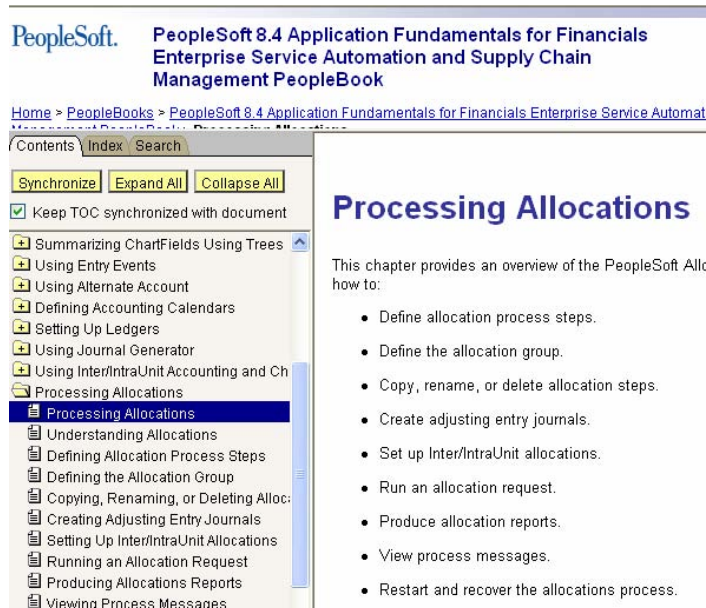 PeopleSoft.
PeopleSoft 8.4 Application Fundamentals for Financials
Enterprise Service Automation and Supply Chain
Management PeopleBook
Home > PeopleBooks > PeopleSoft 8.4 Application Fundamentals for Financials Enterprise Service Automat
Management PeopleBook > Processing Allocations
Contents Index Search
Synchronize Expand All Collapse All
Keep TOC synchronized with document
Summarizing ChartFields Using Trees
Using Entry Events
Using Alternate Account
Defining Accounting Calendars
Setting Up Ledgers
Using Journal Generator
Using Inter/IntraUnit Accounting and Ch
Processing Allocations
Processing Allocations
Understanding Allocations
Defining Allocation Process Steps
Defining the Allocation Group
Copying, Renaming, or Deleting Alloc
Creating Adjusting Entry Journals
Setting Up Inter/IntraUnit Allocations
Running an Allocation Request
Producing Allocations Reports
Viewing Process Messages
Processing Allocations
This chapter provides an overview of the PeopleSoft Allo
how to:
• Define allocation process steps.
• Define the allocation group.
• Copy, rename, or delete allocation steps.
• Create adjusting entry journals.
• Set up Inter/IntraUnit allocations.
• Run an allocation request.
• Produce allocation reports.
• View process messages.
• Restart and recover the allocations process.